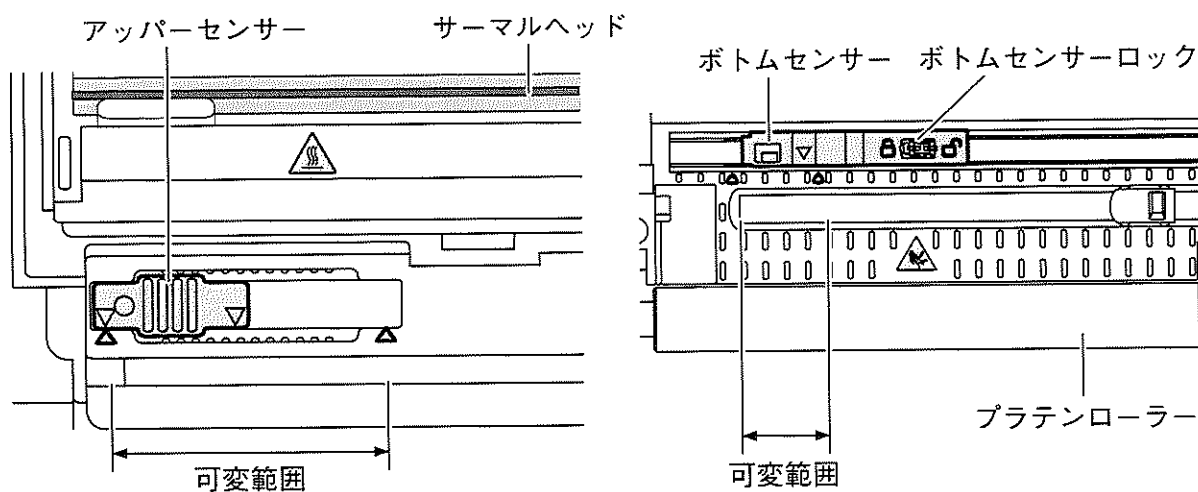 アッパーセンサー
サーマルヘッド
可変範囲
ボトムセンサー
ボトムセンサーロック
プラテンローラー
可変範囲